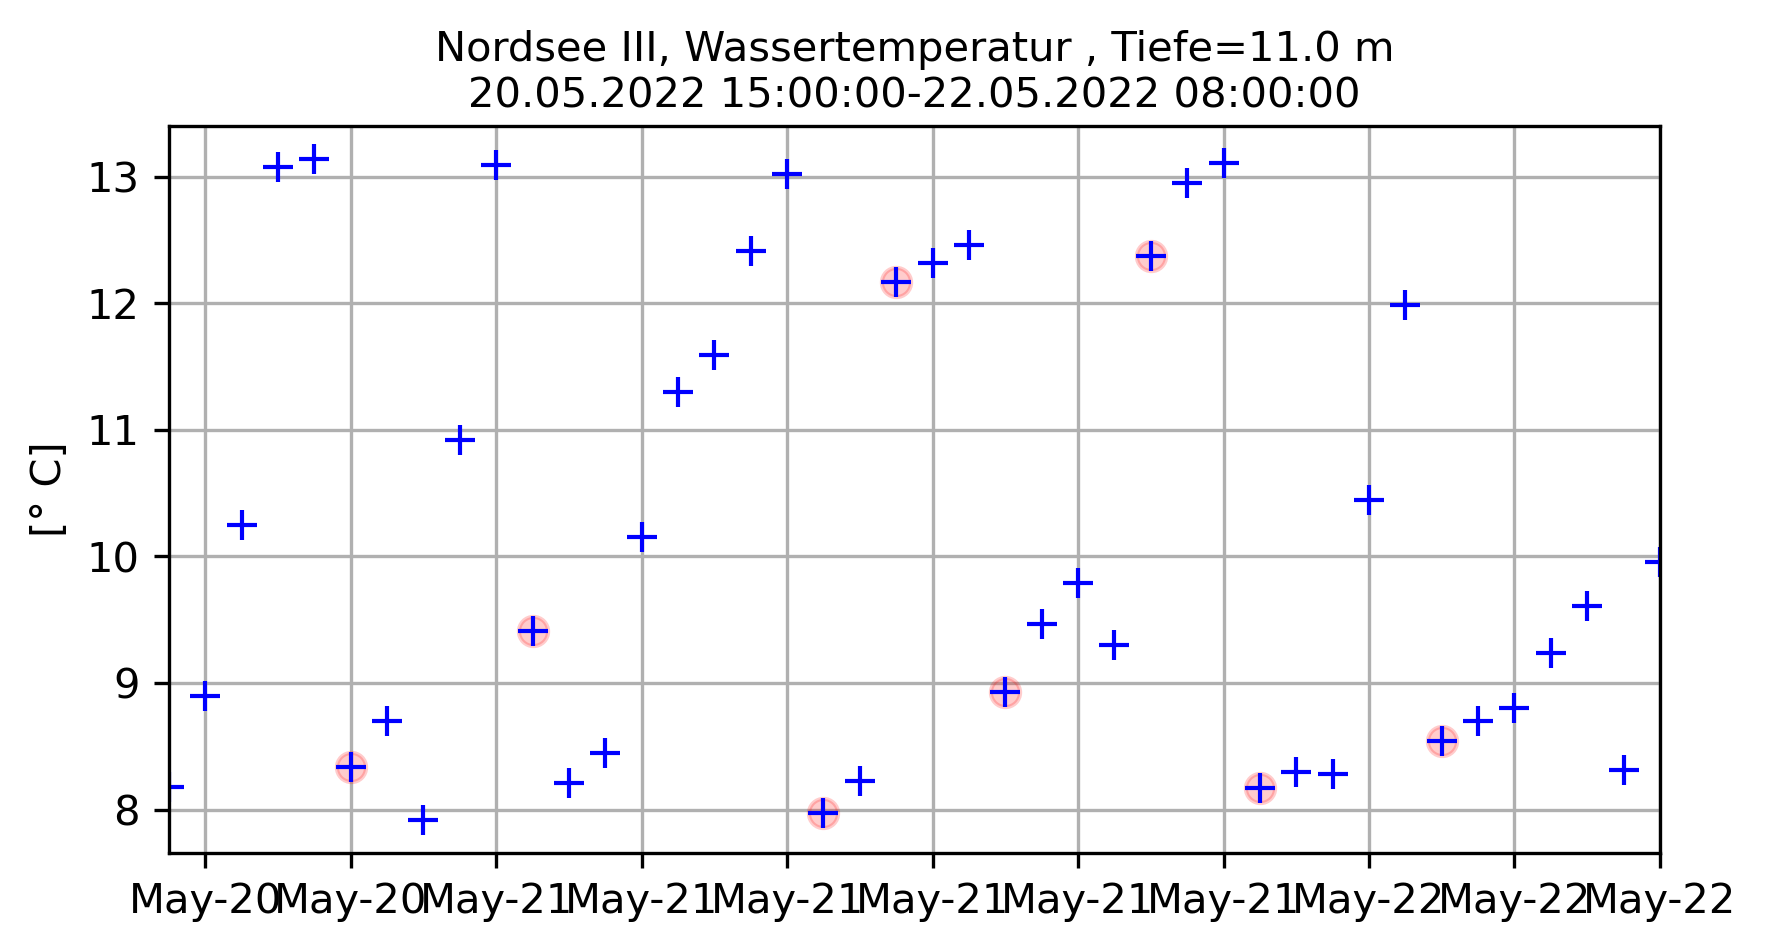 Nordsee III, Wassertemperatur , Tiefe=11.0 m
20.05.2022 15:00:00-22.05.2022 08:00:00
[° C]
13
12
11
10
9
8
May-20 May-20 May-21 May-21 May-21 May-21 May-21 May-21 May-22 May-22 May-22